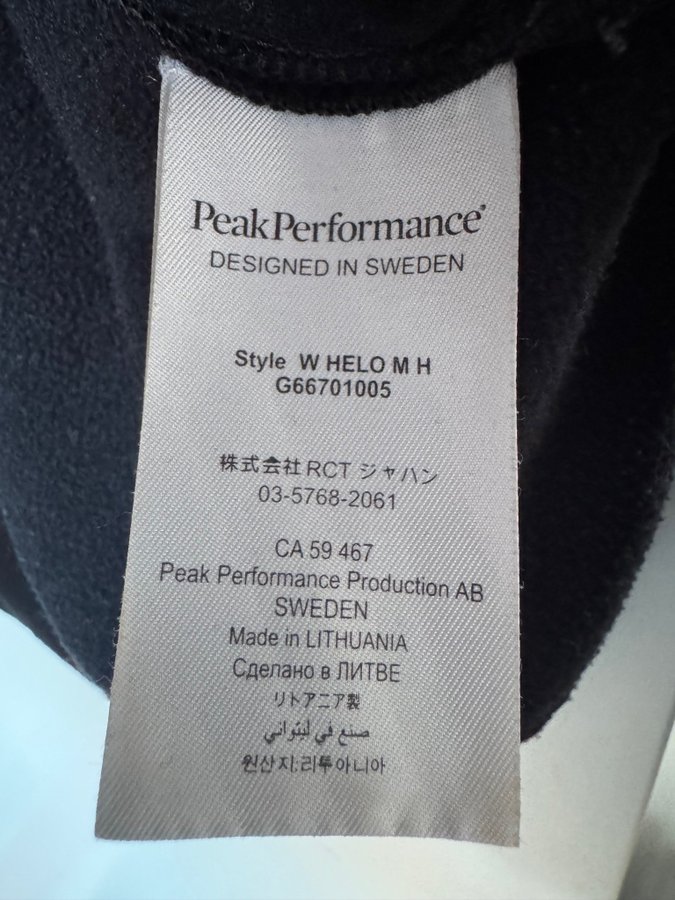 PeakPerformance®
DESIGNED IN SWEDEN
Style W HELO M H
G66701005
株式会社RCT ジャハン
03-5768-2061
CA 59 467
Peak Performance Production AB
SWEDEN
Made in LITHUANIA
Сделано в ЛИТВЕ
リトアニア製
صنع في ليتواني
원산지:리투아니아